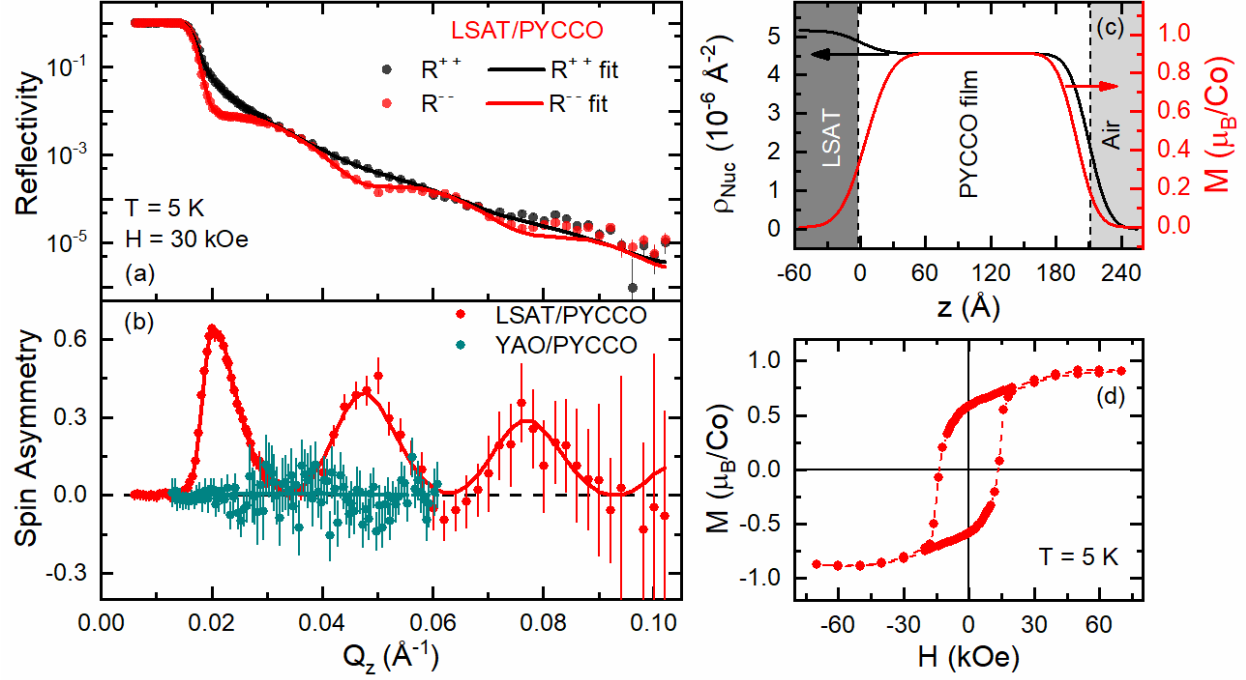 LSAT/PYCCO
R++ R++ fit
R-- R-- fit
T = 5 K
H = 30 kOe
(a)
Reflectivity
10-1
10-3
10-5
(b)
LSAT/PYCCO
YAO/PYCCO
Spin Asymmetry
0.6
0.3
0.0
-0.3
0.00 0.02 0.04 0.06 0.08 0.10
Qz (Å-1)
(c)
ρNuc (10-6 Å-2)
5
4
3
2
1
0
LSAT
PYCCO film
Air
M (μB/Co)
1.0
0.8
0.6
0.4
0.2
0.0
-60 0 60 120 180 240
z (Å)
(d)
M (μB/Co)
1.0
0.5
0.0
-0.5
-1.0
T = 5 K
-60 -30 0 30 60
H (kOe)